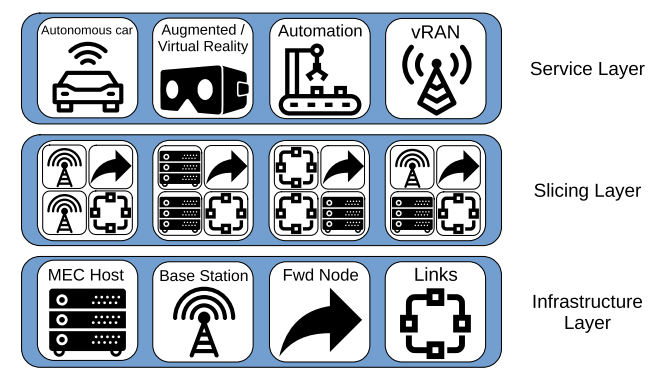 Autonomous car
Augmented /
Virtual Reality
Automation
vRAN
Service Layer
Slicing Layer
MEC Host
Base Station
Fwd Node
Links
Infrastructure
Layer